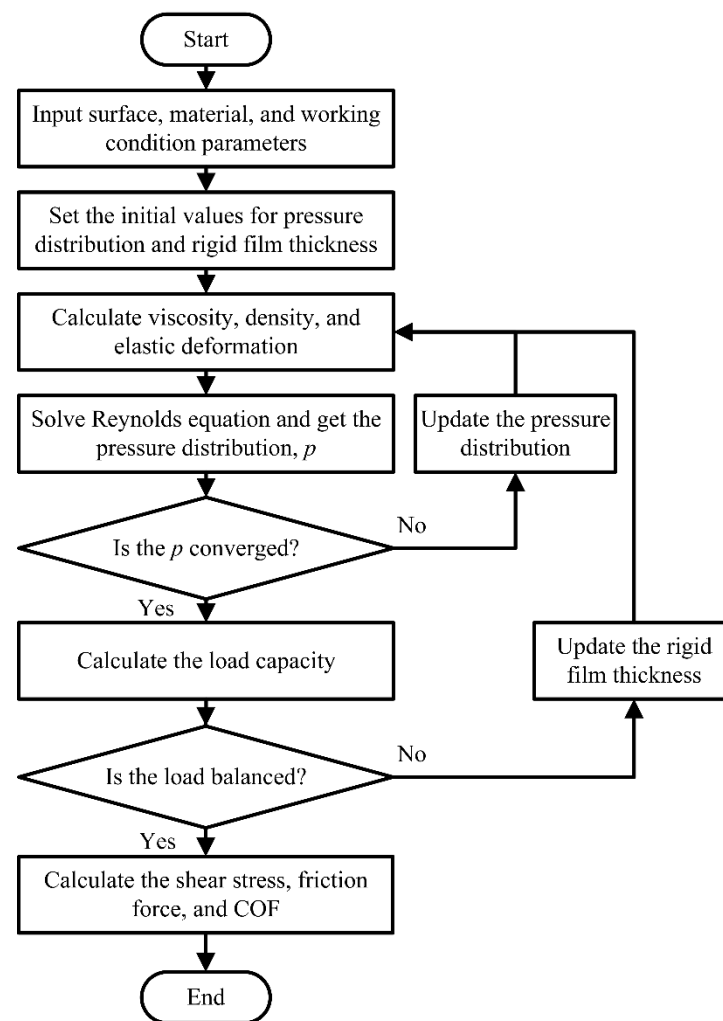 Start
Input surface, material, and working
condition parameters
Set the initial values for pressure
distribution and rigid film thickness
Calculate viscosity, density, and
elastic deformation
Solve Reynolds equation and get the
pressure distribution, p
Update the pressure
distribution
Is the p converged?
No
Yes
Calculate the load capacity
Update the rigid
film thickness
Is the load balanced?
No
Yes
Calculate the shear stress, friction
force, and COF
End